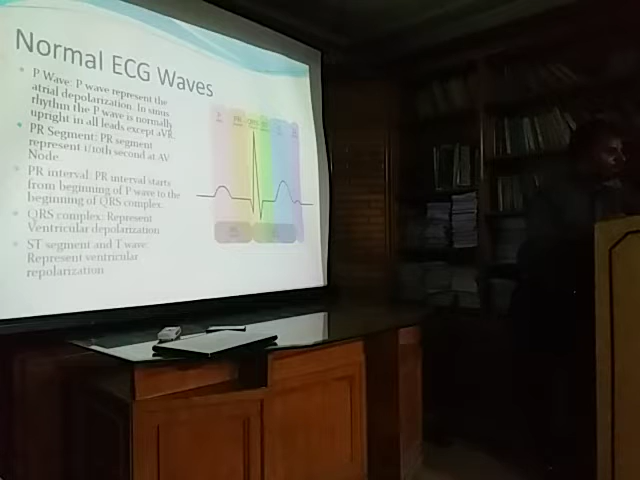 Normal ECG Waves
P Wave: P wave represent the
atrial depolarization. In sinus
rhythm the P wave is normally
upright in all leads except aVR.
PR Segment: PR segment
represent 1/10th second at AV
Node
PR interval: PR interval starts
from beginning of P wave to the
beginning of QRS complex.
QRS complex: Represent
Ventricular depolarization
ST segment and T wave:
Represent ventricular
repolarization